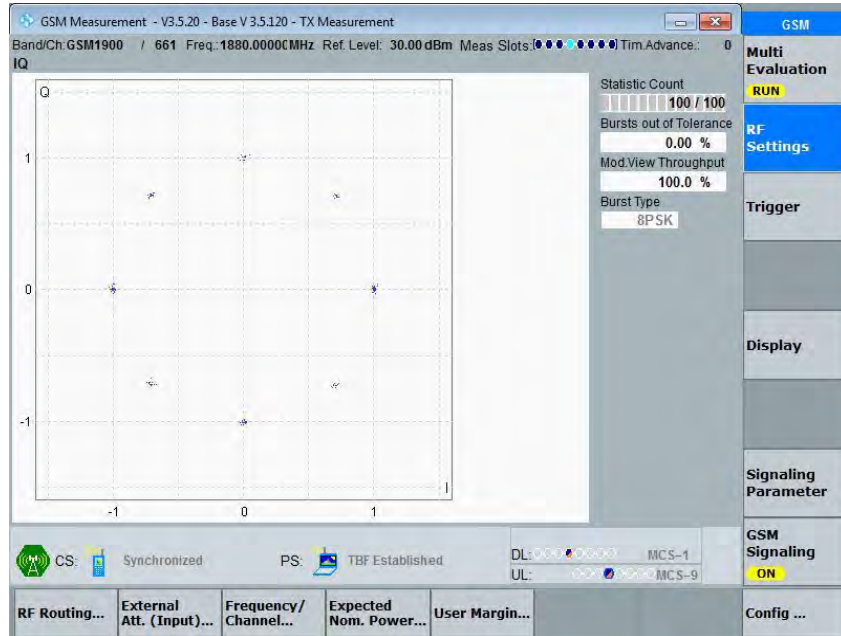 GSM Measurement - V3.5.20 - Base V 3.5.120 - TX Measurement
GSM
Band/Ch:GSM1900 / 661 Freq.:1880.0000CMHz Ref. Level: 30.00 dBm Meas Slots: Tim.Advance.: 0
IQ
Multi
Evaluation
RUN
Q
Statistic Count
100 / 100
Bursts out of Tolerance
0.00 %
Mod.View Throughput
100.0 %
Burst Type
8PSK
RF
Settings
Trigger
Display
1
0
-1
I
-1 0 1
Signaling
Parameter
GSM
Signaling
ON
CS: Synchronized PS: TBF Established DL: MCS-1
UL: MCS-9
RF Routing...
External
Att. (Input)...
Frequency/
Channel...
Expected
Nom. Power...
User Margin...
Config ...